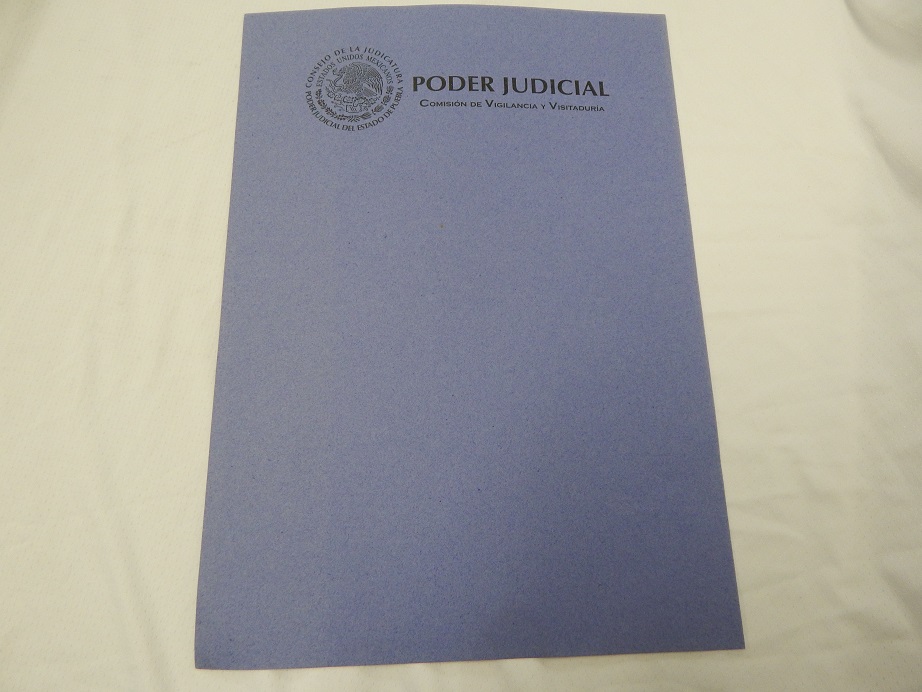 CONSEJO DE LA JUDICATURA
ESTADOS UNIDOS MEXICANOS
PODER JUDICIAL DEL ESTADO DE PUEBLA
PODER JUDICIAL
COMISIÓN DE VIGILANCIA Y VISITADURÍA